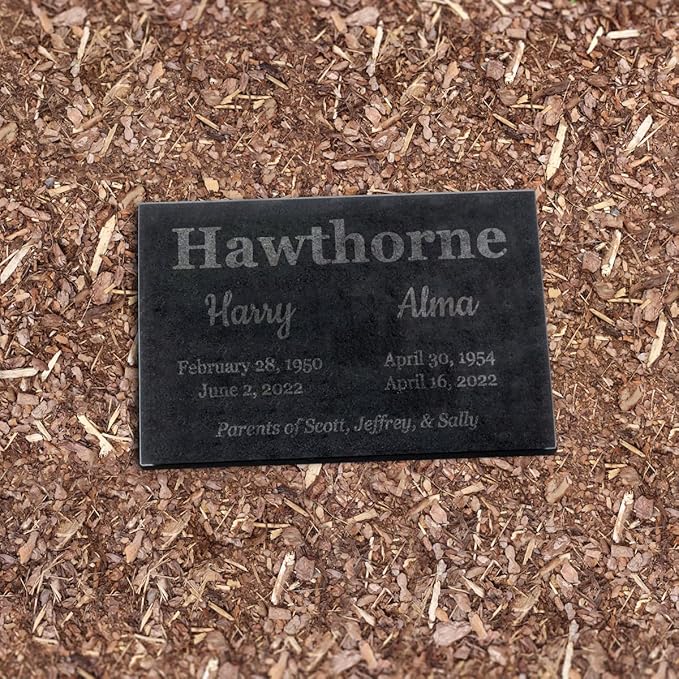 Hawthorne
Harry Alma
February 28, 1950 April 30, 1954
June 2, 2022 April 16, 2022
Parents of Scott, Jeffrey, & Sally